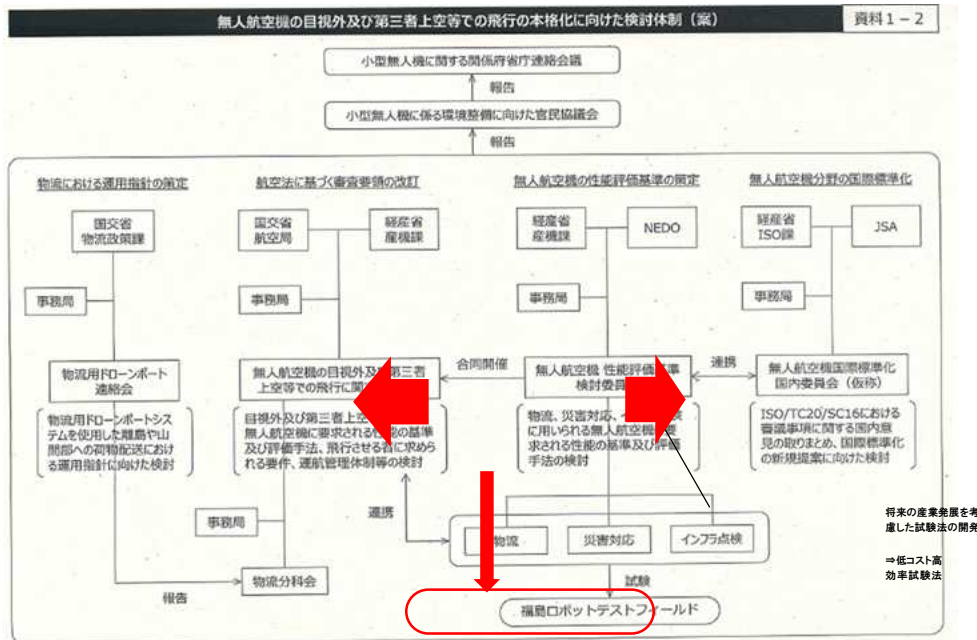 無人航空機の目視外及び第三者上空等での飛行の本格化に向けた検討体制（案）
資料１－２
小型無人機に関する関係府省庁連絡会議
報告
小型無人機に係る環境整備に向けた官民協議会
報告
物流における運用指針の策定
航空法に基づく審査要領の改訂
無人航空機の性能評価基準の策定
無人航空機分野の国際標準化
国交省
物流政策課
国交省
航空局
経産省
産機課
経産省
産機課
NEDO
経産省
ISO課
JSA
事務局
事務局
事務局
事務局
物流用ドローンポート
連絡会
無人航空機の目視外及び第三者
上空等での飛行に関
合同開催
無人航空機 性能評価基準
検討委員
連携
無人航空機国際標準化
国内委員会（仮称）
物流用ドローンポートシス
テムを使用した離島や山
間部への荷物配送におけ
る運用指針に向けた検討
目視外及び第三者上空
無人航空機に要求される性能の基準
及び評価手法、飛行させる者に求めら
れる要件、運航管理体制等の検討
物流、災害対応、イ
に用いられる無人航空機
求される性能の基準及び評価
手法の検討
ISO/TC20/SC16における
審議事項に関する国内意
見の取りまとめ、国際標準化
の新規提案に向けた検討
連携
事務局
物流
災害対応
インフラ点検
将来の産業発展を考
慮した試験法の開発
⇒低コスト高
効率試験法
物流分科会
報告
試験
福島ロボットテストフィールド